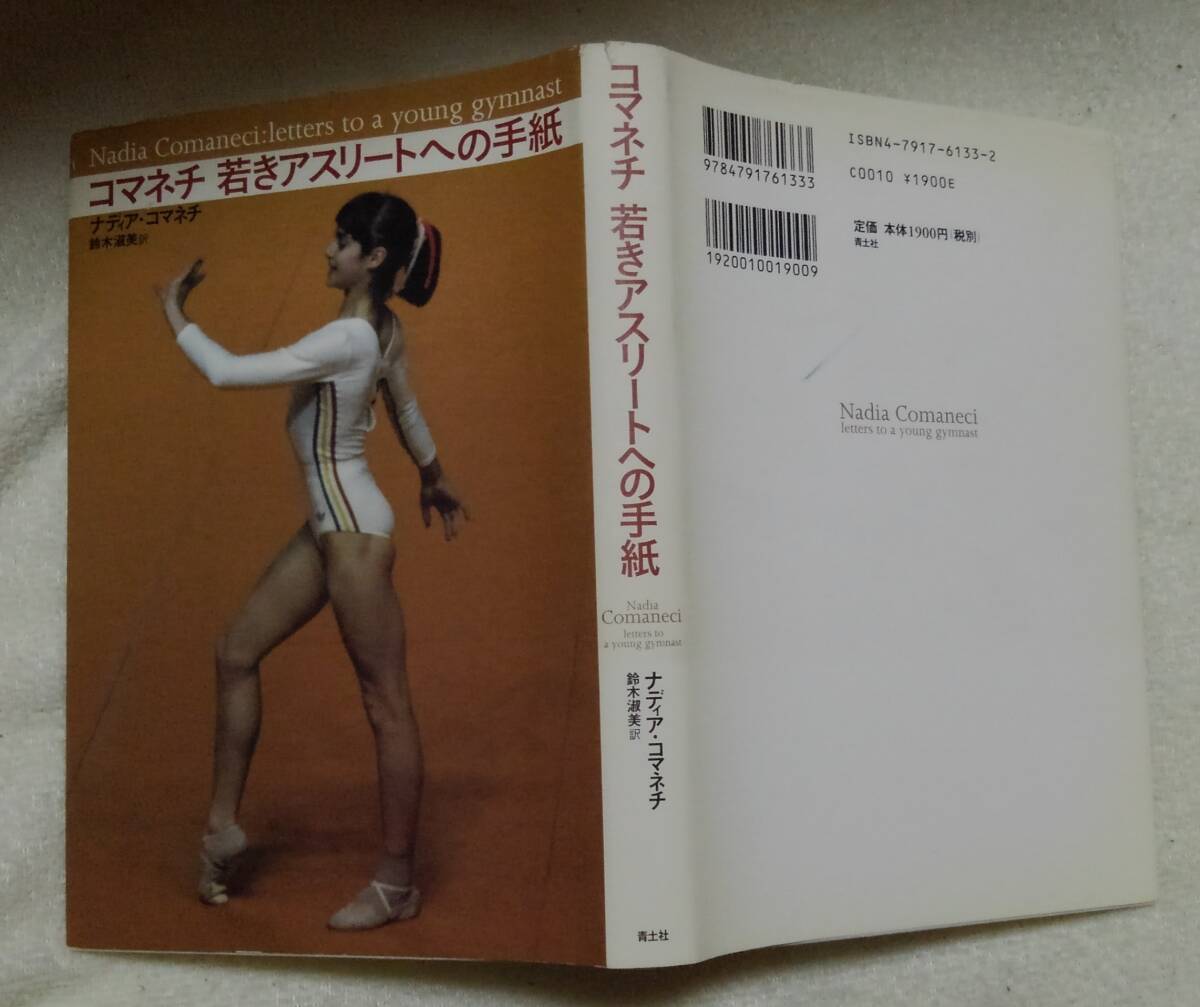 Nadia Comaneci:letters to a young gymnast
コマネチ 若きアスリートへの手紙
ナディア・コマネチ
鈴木淑美訳
コマネチ 若きアスリートへの手紙
Nadia
Comaneci
letters to
a young gymnast
ナディア・コマネチ
鈴木淑美訳
青土社
9784791761333
ISBN4-7917-6133-2
C0010 ¥1900E
1920010019009
定価 本体1900円(税別)
青土社
Nadia Comaneci
letters to a young gymnast